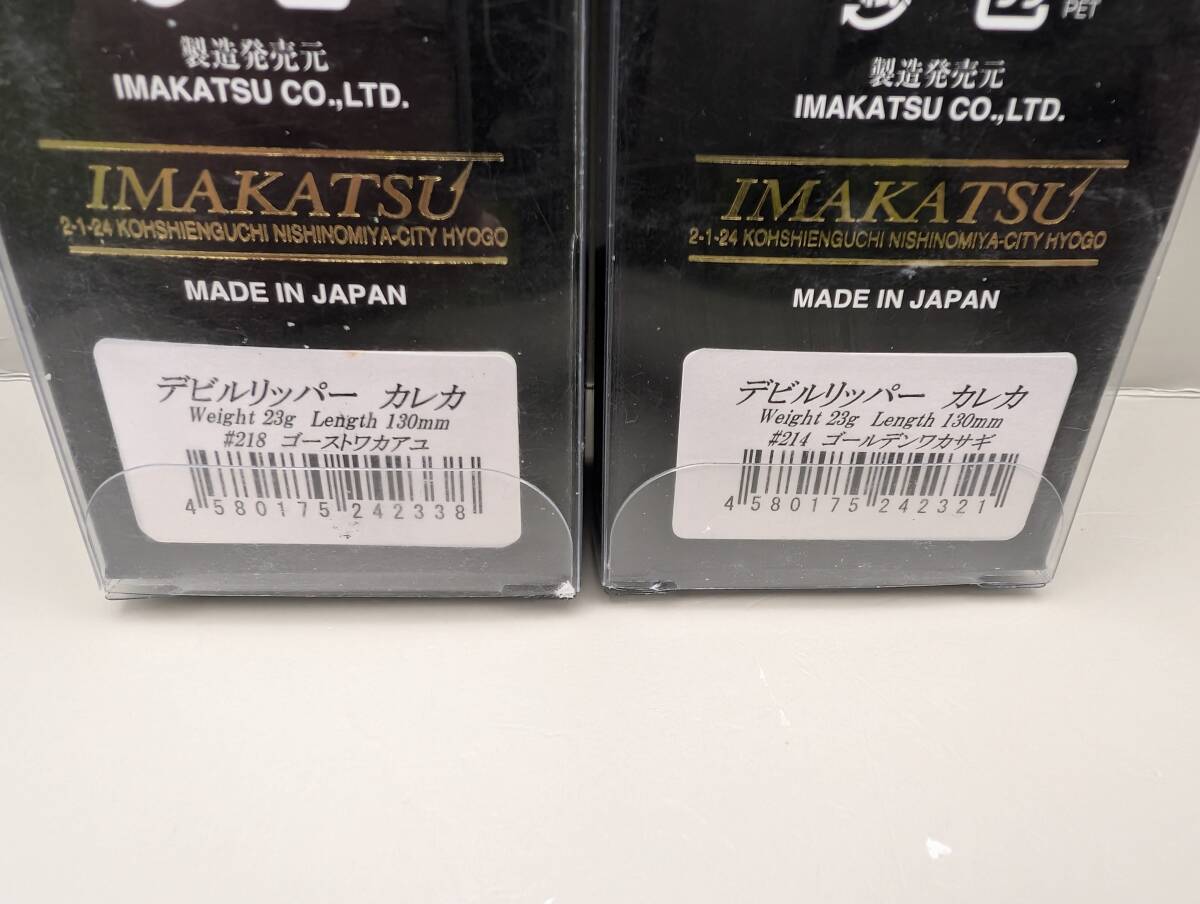 製造発売元
IMAKATSU CO.,LTD.
IMAKATSU
2-1-24 KOHSHIENGUCHI NISHINOMIYA-CITY HYOGO
MADE IN JAPAN
デビルリッパー カレカ
Weight 23g Length 130mm
#218 ゴーストワカアユ
4 580175 242338
PET
製造発売元
IMAKATSU CO.,LTD.
IMAKATSU
2-1-24 KOHSHIENGUCHI NISHINOMIYA-CITY HYOGO
MADE IN JAPAN
デビルリッパー カレカ
Weight 23g Length 130mm
#214 ゴールデンワカサギ
4 580175 242321